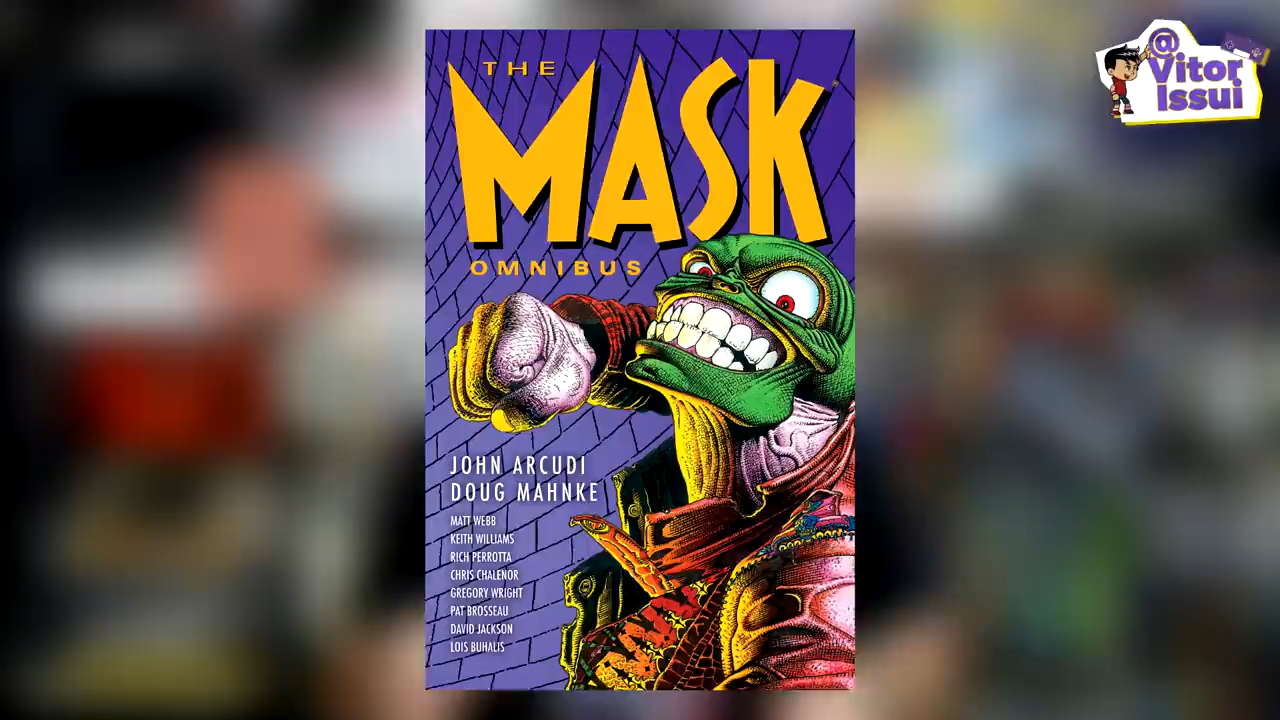 THE
MASK
OMNIBUS
JOHN ARCUDI
DOUG MAHNKE
MATT WEBB
KEITH WILLIAMS
RICH PERROTTA
CHRIS CHALENOR
GREGORY WRIGHT
PAT BROSSEAU
DAVID JACKSON
LOIS BUHALIS
@
Vitor
Issui